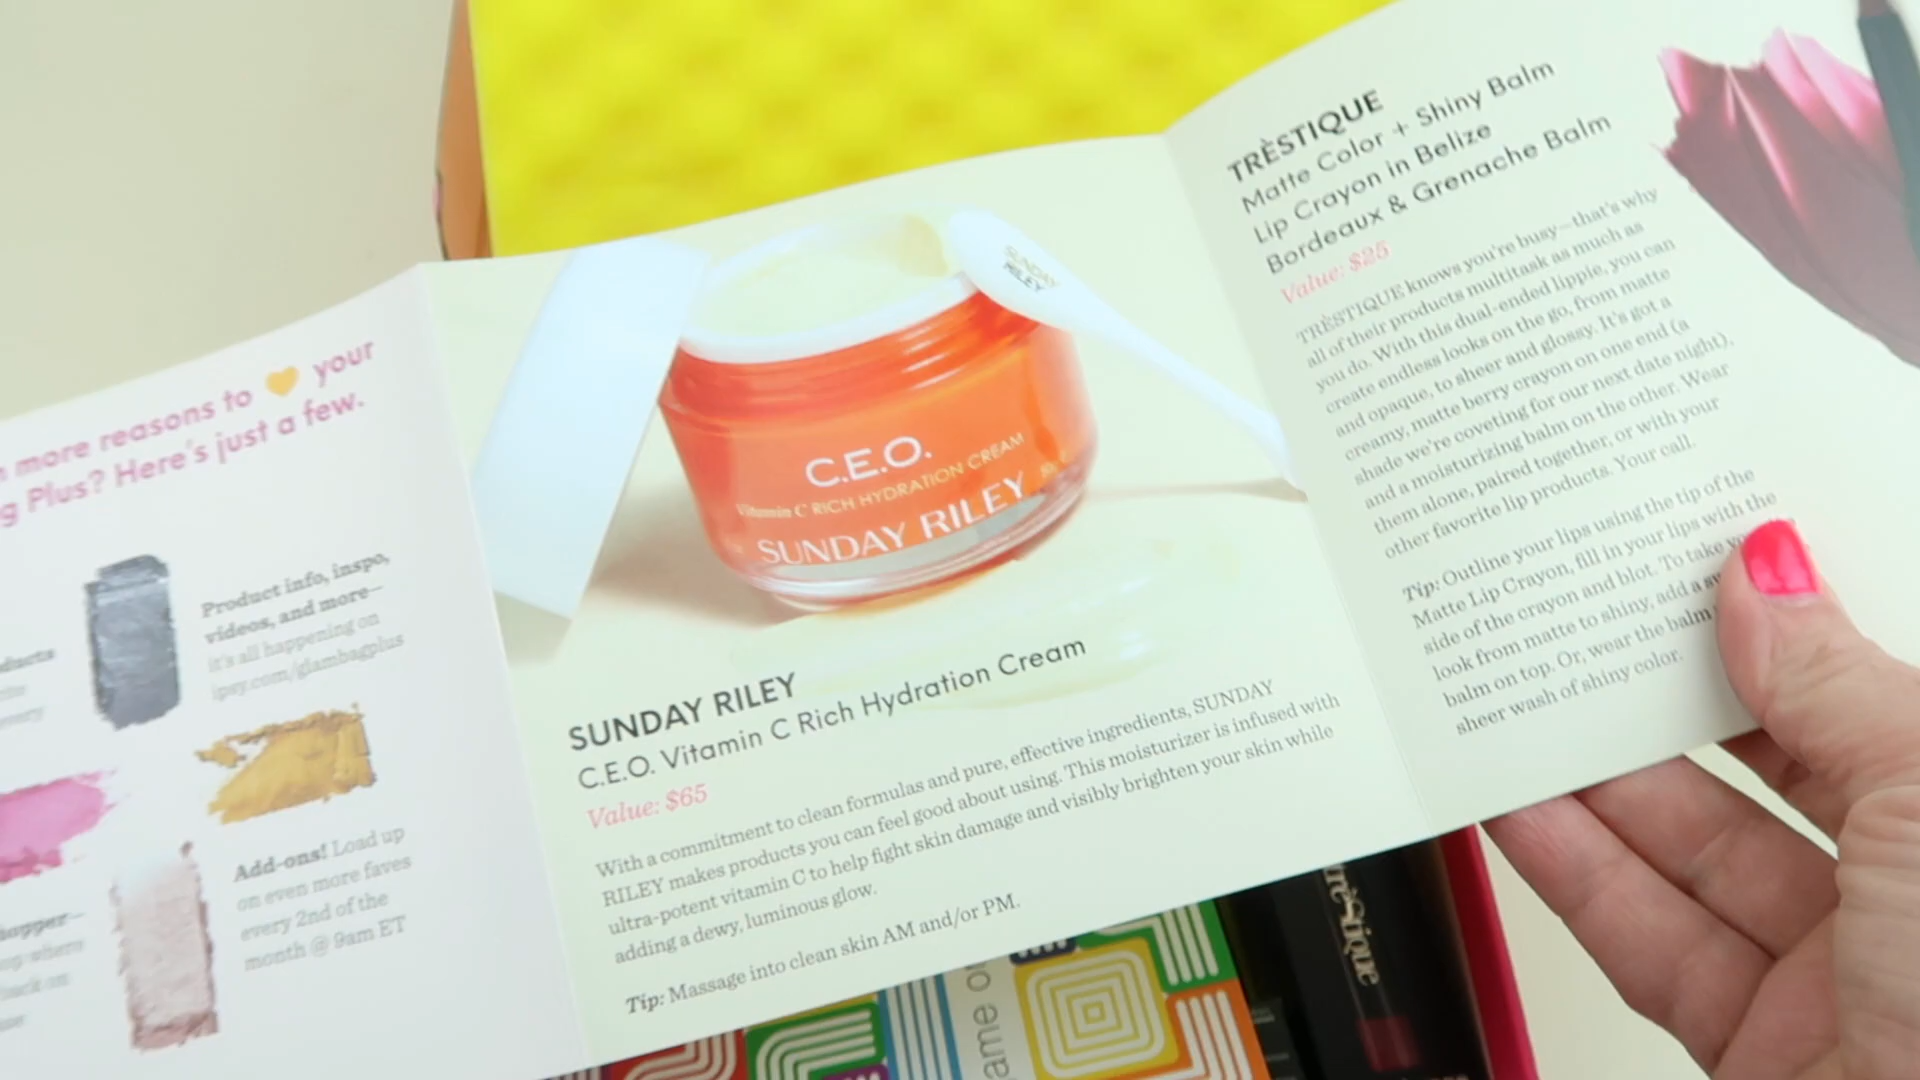 more reasons to your
g Plus? Here's just a few.
Product info, inspo,
videos, and more—
it's all happening on
ipsy.com/glambagplus
Add-ons! Load up
on even more faves
every 2nd of the
month @ 9am ET
SUNDAY
RILEY
C.E.O.
Vitamin C RICH HYDRATION CREAM
SUNDAY RILEY
SUNDAY RILEY
C.E.O. Vitamin C Rich Hydration Cream
Value: $65
With a commitment to clean formulas and pure, effective ingredients, SUNDAY
RILEY makes products you can feel good about using. This moisturizer is infused with
ultra-potent vitamin C to help fight skin damage and visibly brighten your skin while
adding a dewy, luminous glow.
Tip: Massage into clean skin AM and/or PM.
TRÈSTIQUE
Matte Color + Shiny Balm
Lip Crayon in Belize
Bordeaux & Grenache Balm
Value: $25
TRÈSTIQUE knows you're busy—that's why
all of their products multitask as much as
you do. With this dual-ended lippie, you can
create endless looks on the go, from matte
and opaque, to sheer and glossy. It's got a
creamy, matte berry crayon on one end (a
shade we're coveting for our next date night),
and a moisturizing balm on the other. Wear
them alone, paired together, or with your
other favorite lip products. Your call.
Tip: Outline your lips using the tip of the
Matte Lip Crayon, fill in your lips with the
side of the crayon and blot. To take
look from matte to shiny, add a
balm on top. Or, wear the balm
sheer wash of shiny color.
trèstique